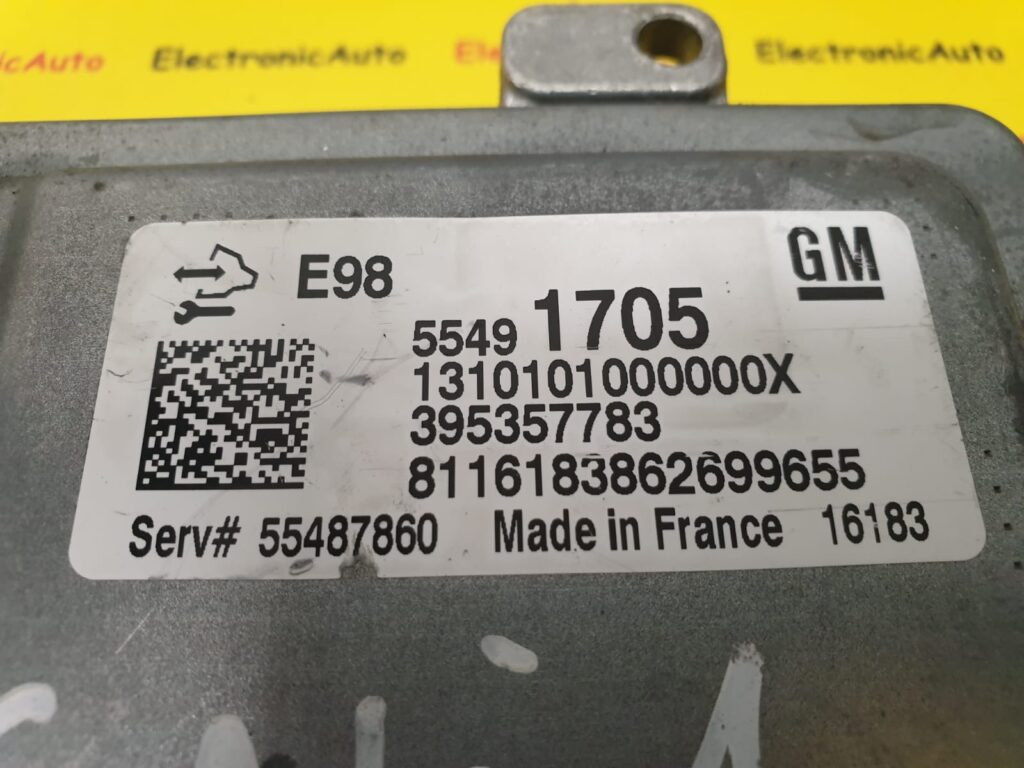 ElectronicAuto ElectronicAuto
E98
GM
5549 1705
1310101000000X
395357783
8116183862699655
Serv# 55487860 Made in France 16183